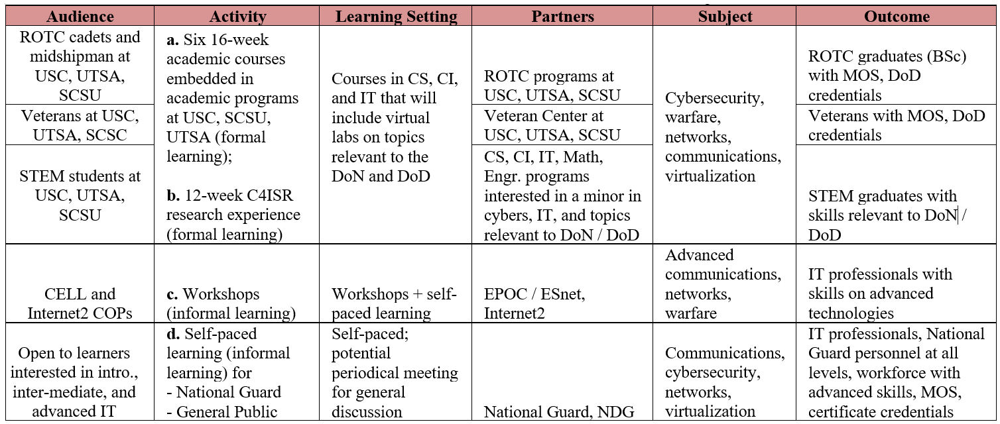 Audience
Activity
Learning Setting
Partners
Subject
Outcome
ROTC cadets and
midshipman at
USC, UTSA,
SCSU
Veterans at USC,
UTSA, SCSC
STEM students at
USC, UTSA,
SCSU
a. Six 16-week
academic courses
embedded in
academic programs
at USC, SCSU,
UTSA (formal
learning);
b. 12-week C4ISR
research experience
(formal learning)
Courses in CS, CI,
and IT that will
include virtual
labs on topics
relevant to the
DoN and DoD
ROTC programs at
USC, UTSA, SCSU
Veteran Center at
USC, UTSA, SCSU
CS, CI, IT, Math,
Engr. programs
interested in a minor in
cybers, IT, and topics
relevant to DoN / DoD
Cybersecurity,
warfare,
networks,
communications,
virtualization
ROTC graduates (BSc)
with MOS, DoD
credentials
Veterans with MOS, DoD
credentials
STEM graduates with
skills relevant to DoN /
DoD
CELL and
Internet2 COPs
c. Workshops
(informal learning)
Workshops + self-
paced learning
EPOC / ESnet,
Internet2
Advanced
communications,
networks,
warfare
IT professionals with
skills on advanced
technologies
Open to learners
interested in intro.,
inter-mediate, and
advanced IT
d. Self-paced
learning (informal
learning) for
- National Guard
- General Public
Self-paced;
potential
periodical meeting
for general
discussion
National Guard, NDG
Communications,
cybersecurity,
networks,
virtualization
IT professionals, National
Guard personnel at all
levels, workforce with
advanced skills, MOS,
certificate credentials